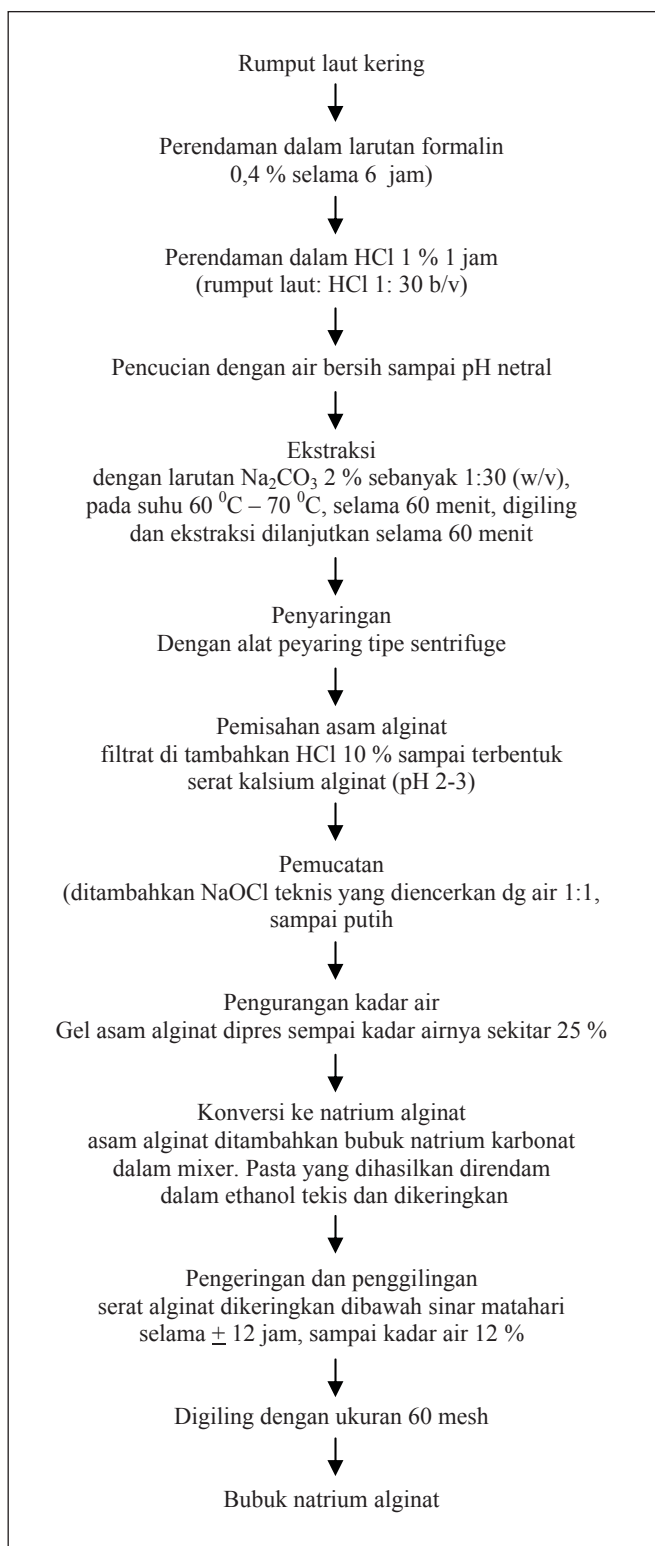 Rumput laut kering
Perendaman dalam larutan formalin
0,4 % selama 6  jam)
Perendaman dalam HCl 1 % 1 jam
(rumput laut: HCl 1: 30 b/v)
Pencucian dengan air bersih sampai pH netral
Ekstraksi
dengan larutan Na₂CO₃ 2 % sebanyak 1:30 (w/v),
pada suhu 60 ⁰C – 70 ⁰C, selama 60 menit, digiling
dan ekstraksi dilanjutkan selama 60 menit
Penyaringan
Dengan alat peyaring tipe sentrifuge
Pemisahan asam alginat
filtrat di tambahkan HCl 10 % sampai terbentuk
serat kalsium alginat (pH 2-3)
Pemucatan
(ditambahkan NaOCl teknis yang diencerkan dg air 1:1,
sampai putih
Pengurangan kadar air
Gel asam alginat dipres sempai kadar airnya sekitar 25 %
Konversi ke natrium alginat
asam alginat ditambahkan bubuk natrium karbonat
dalam mixer. Pasta yang dihasilkan direndam
dalam ethanol tekis dan dikeringkan
Pengeringan dan penggilingan
serat alginat dikeringkan dibawah sinar matahari
selama ± 12 jam, sampai kadar air 12 %
Digiling dengan ukuran 60 mesh
Bubuk natrium alginat